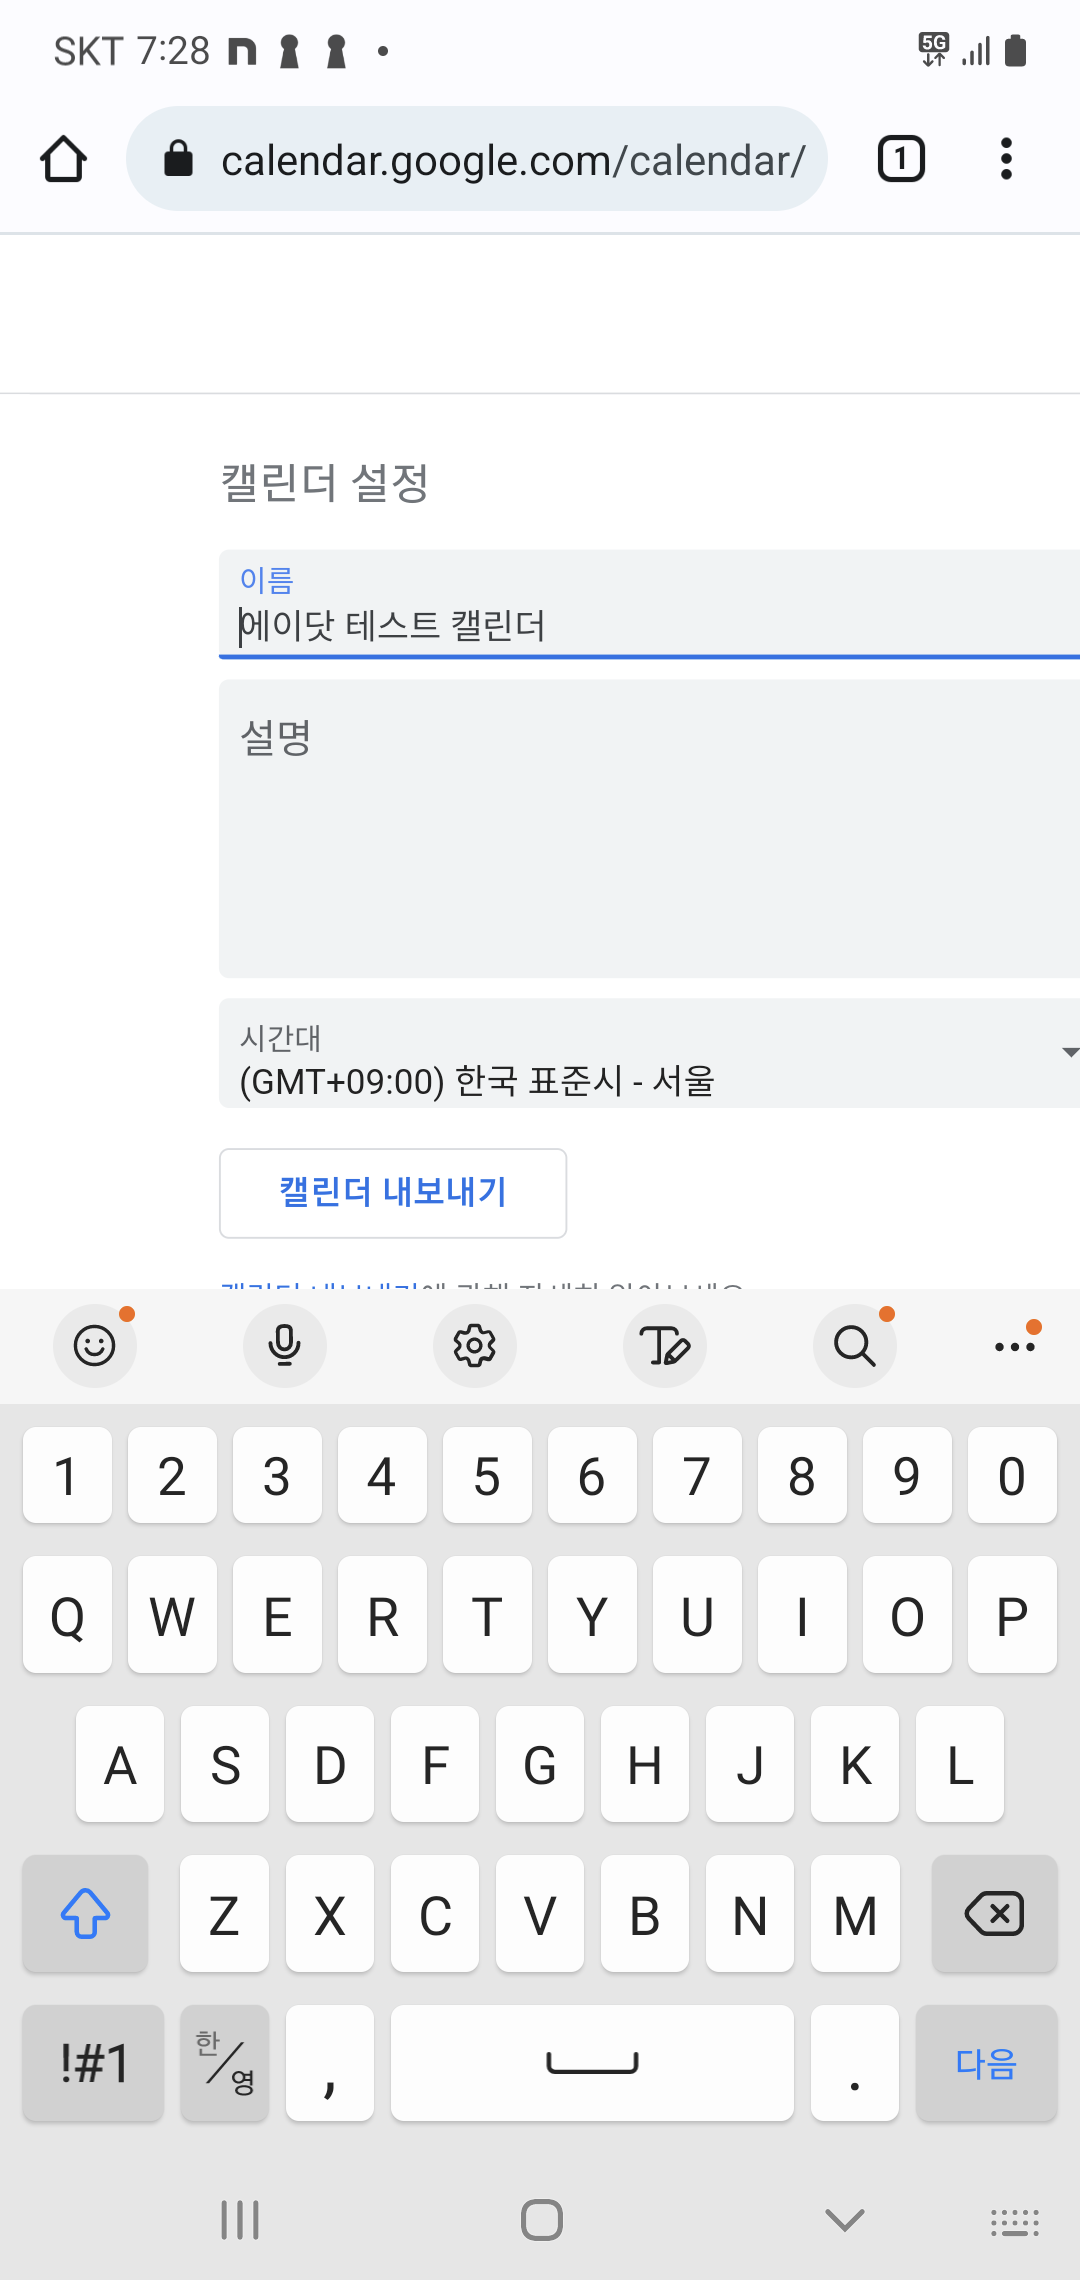 SKT 7:28
5G
calendar.google.com/calendar/
1
캘린더 설정
이름
에이닷 테스트 캘린더
설명
시간대
(GMT+09:00) 한국 표준시 - 서울
캘린더 내보내기
1 2 3 4 5 6 7 8 9 0
Q W E R T Y U I O P
A S D F G H J K L
Z X C V B N M
!#1 한/영 , . 다음